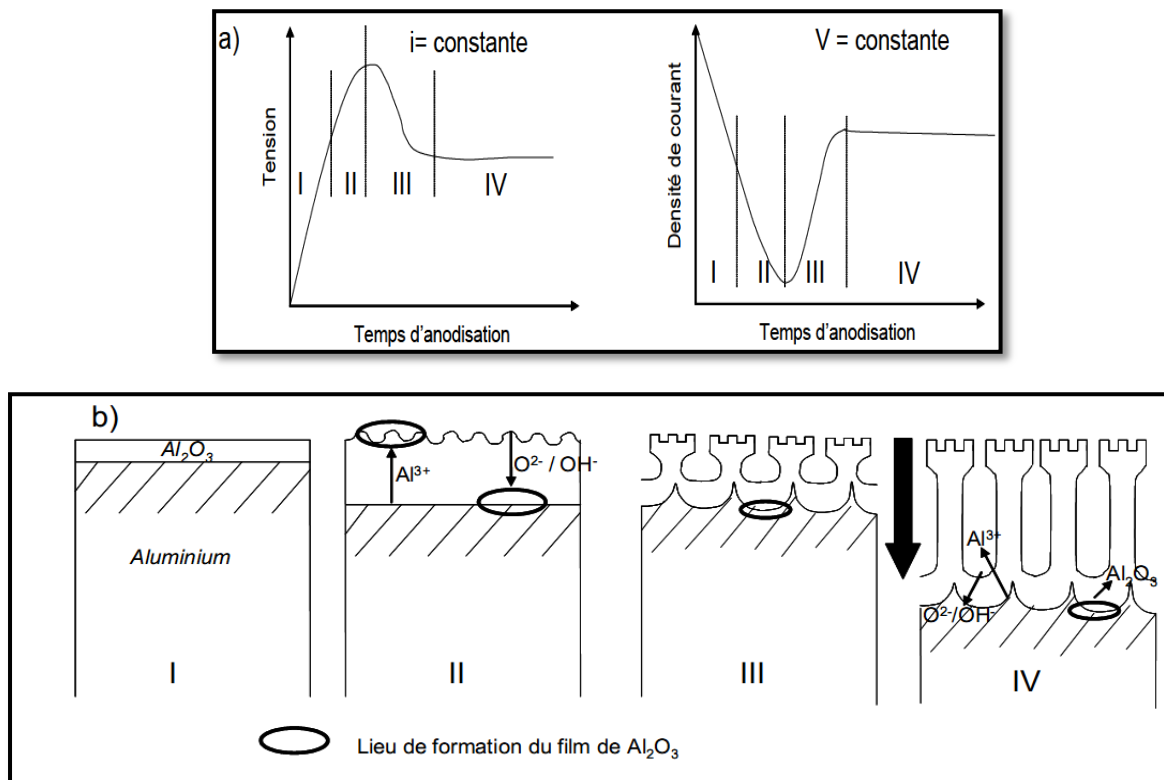 a)
i= constante
Tension
I
II
III
IV
Temps d'anodisation
V = constante
Densité de courant
I
II
III
IV
Temps d'anodisation
b)
Al2O3
Aluminium
I
Al3+
O2- / OH-
II
III
Al3+
Al2O3
O2-/OH-
IV
Lieu de formation du film de Al2O3